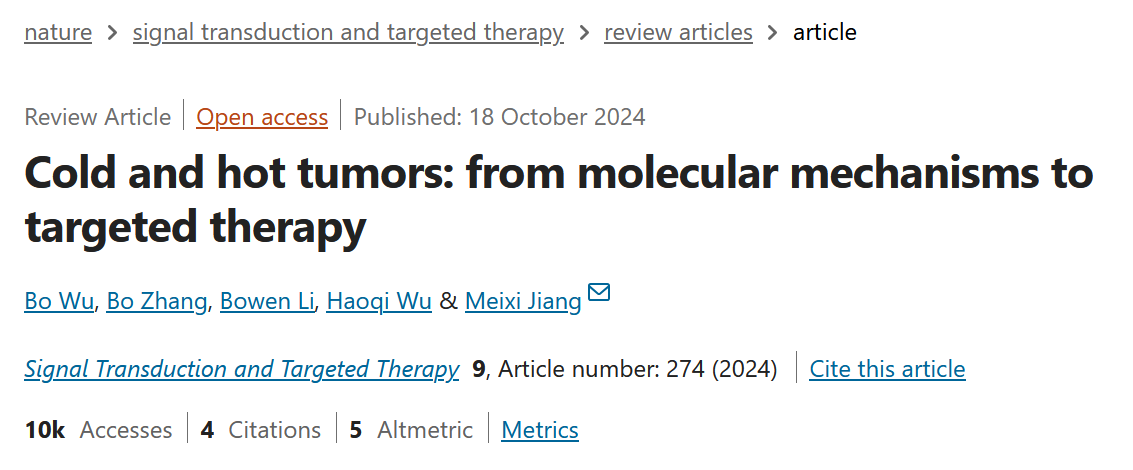 nature > signal transduction and targeted therapy > review articles > article
Review Article | Open access | Published: 18 October 2024
Cold and hot tumors: from molecular mechanisms to
targeted therapy
Bo Wu, Bo Zhang, Bowen Li, Haoqi Wu & Meixi Jiang
Signal Transduction and Targeted Therapy 9, Article number: 274 (2024) | Cite this article
10k Accesses | 4 Citations | 5 Altmetric | Metrics